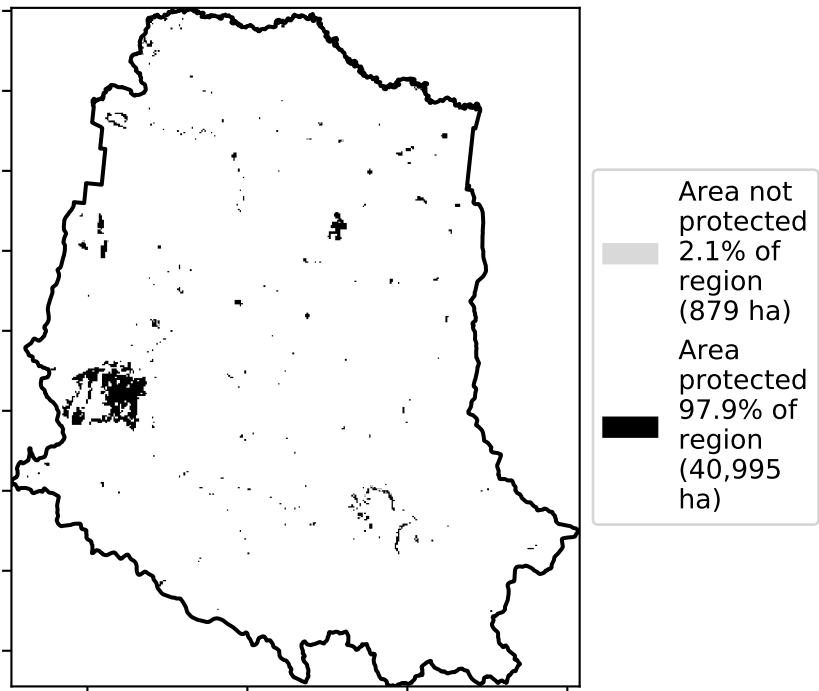 Area not
protected
2.1% of
region
(879 ha)
Area
protected
97.9% of
region
(40,995
ha)